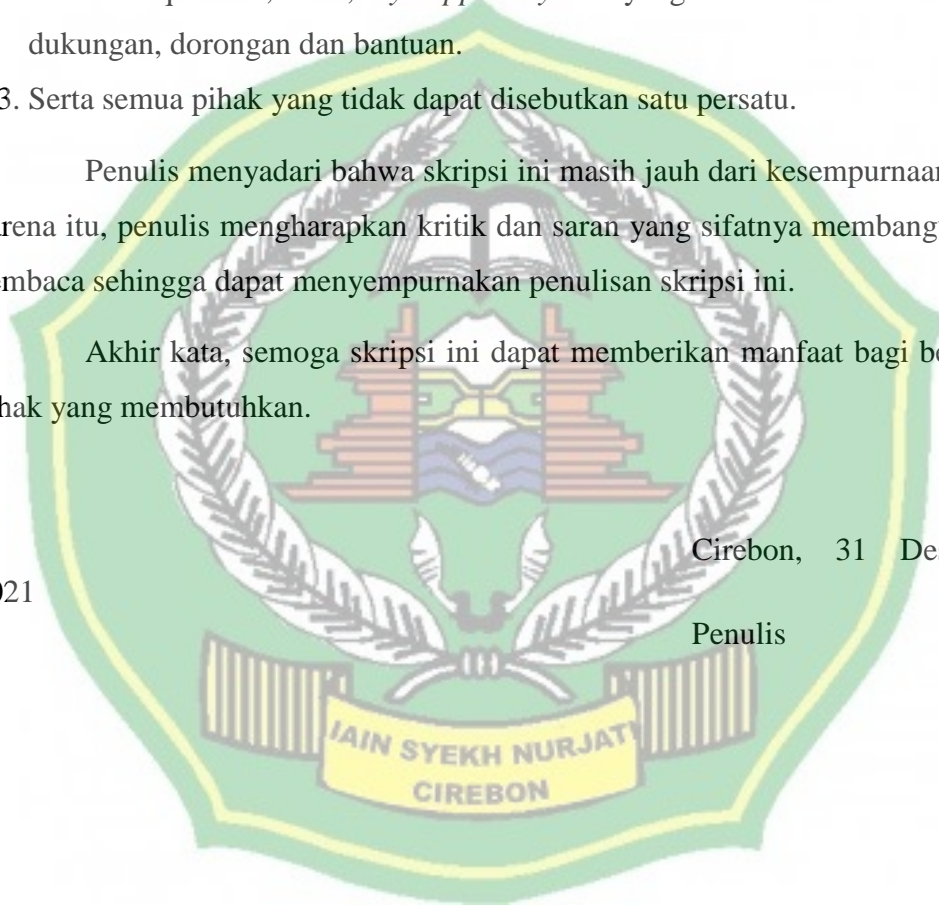 dukungan, dorongan dan bantuan.
3. Serta semua pihak yang tidak dapat disebutkan satu persatu.
Penulis menyadari bahwa skripsi ini masih jauh dari kesempurnaan
rena itu, penulis mengharapkan kritik dan saran yang sifatnya membang
mbaca sehingga dapat menyempurnakan penulisan skripsi ini.
Akhir kata, semoga skripsi ini dapat memberikan manfaat bagi be
hak yang membutuhkan.
Cirebon, 31 De
021
Penulis
IAIN SYEKH NURJATI
CIREBON